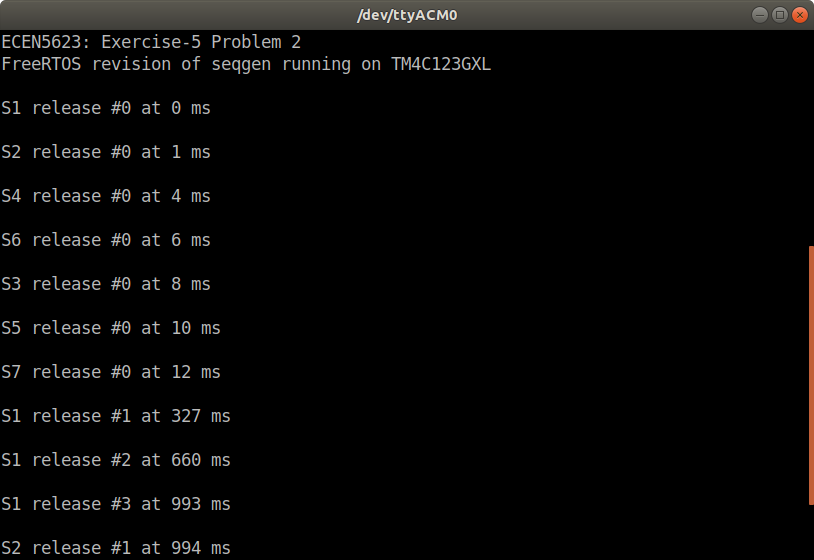 /dev/ttyACM0
ECEN5623: Exercise-5 Problem 2
FreeRTOS revision of seqgen running on TM4C123GXL
S1 release #0 at 0 ms
S2 release #0 at 1 ms
S4 release #0 at 4 ms
S6 release #0 at 6 ms
S3 release #0 at 8 ms
S5 release #0 at 10 ms
S7 release #0 at 12 ms
S1 release #1 at 327 ms
S1 release #2 at 660 ms
S1 release #3 at 993 ms
S2 release #1 at 994 ms